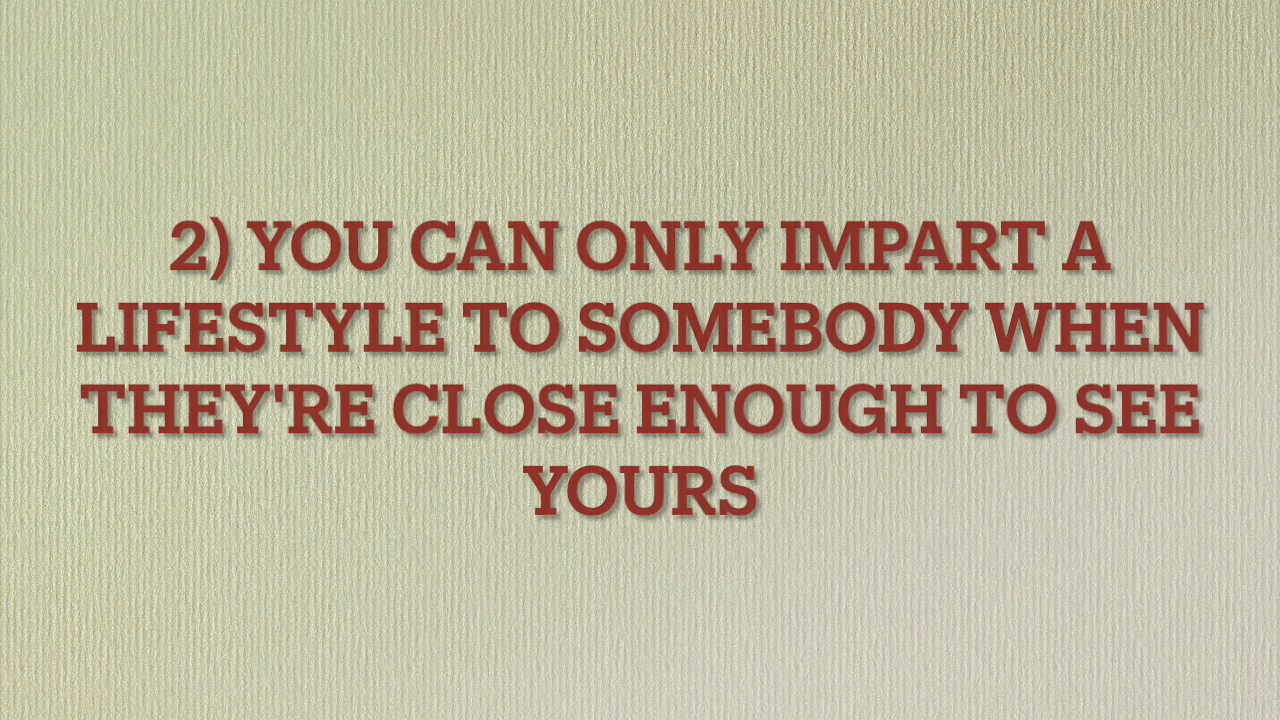 2) YOU CAN ONLY IMPART A
LIFESTYLE TO SOMEBODY WHEN
THEY'RE CLOSE ENOUGH TO SEE
YOURS